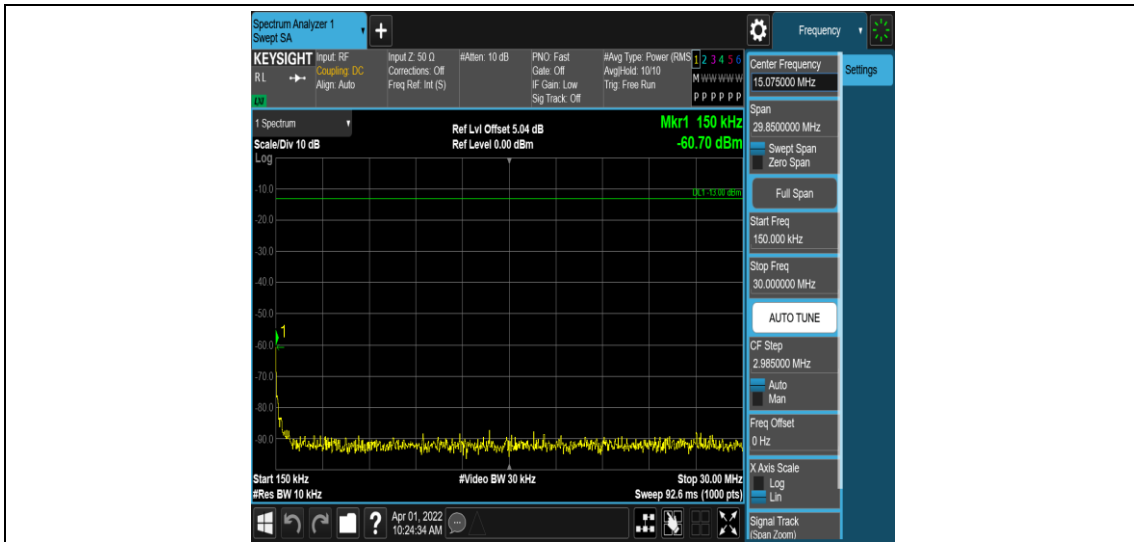 Spectrum Analyzer 1
Swept SA
+
Frequency
KEYSIGHT
RL
LXI
Input: RF
Coupling: DC
Align: Auto
Input Z: 50 Ω
Corrections: Off
Freq Ref: Int (S)
#Atten: 10 dB
PNO: Fast
Gate: Off
IF Gain: Low
Sig Track: Off
#Avg Type: Power (RMS
Avg|Hold: 10/10
Trig: Free Run
1 2 3 4 5 6
M W W W W W
P P P P P P
1 Spectrum
Scale/Div 10 dB
Log
Ref Lvl Offset 5.04 dB
Ref Level 0.00 dBm
Mkr1 150 kHz
-60.70 dBm
DL1 -13.00 dBm
-10.0
-20.0
-30.0
-40.0
-50.0
-60.0
-70.0
-80.0
-90.0
1
Start 150 kHz
#Res BW 10 kHz
#Video BW 30 kHz
Stop 30.00 MHz
Sweep 92.6 ms (1000 pts)
Center Frequency
15.075000 MHz
Settings
Span
29.8500000 MHz
Swept Span
Zero Span
Full Span
Start Freq
150.000 kHz
Stop Freq
30.000000 MHz
AUTO TUNE
CF Step
2.985000 MHz
Auto
Man
Freq Offset
0 Hz
X Axis Scale
Log
Lin
Signal Track
(Span Zoom)
?
Apr 01, 2022
10:24:34 AM